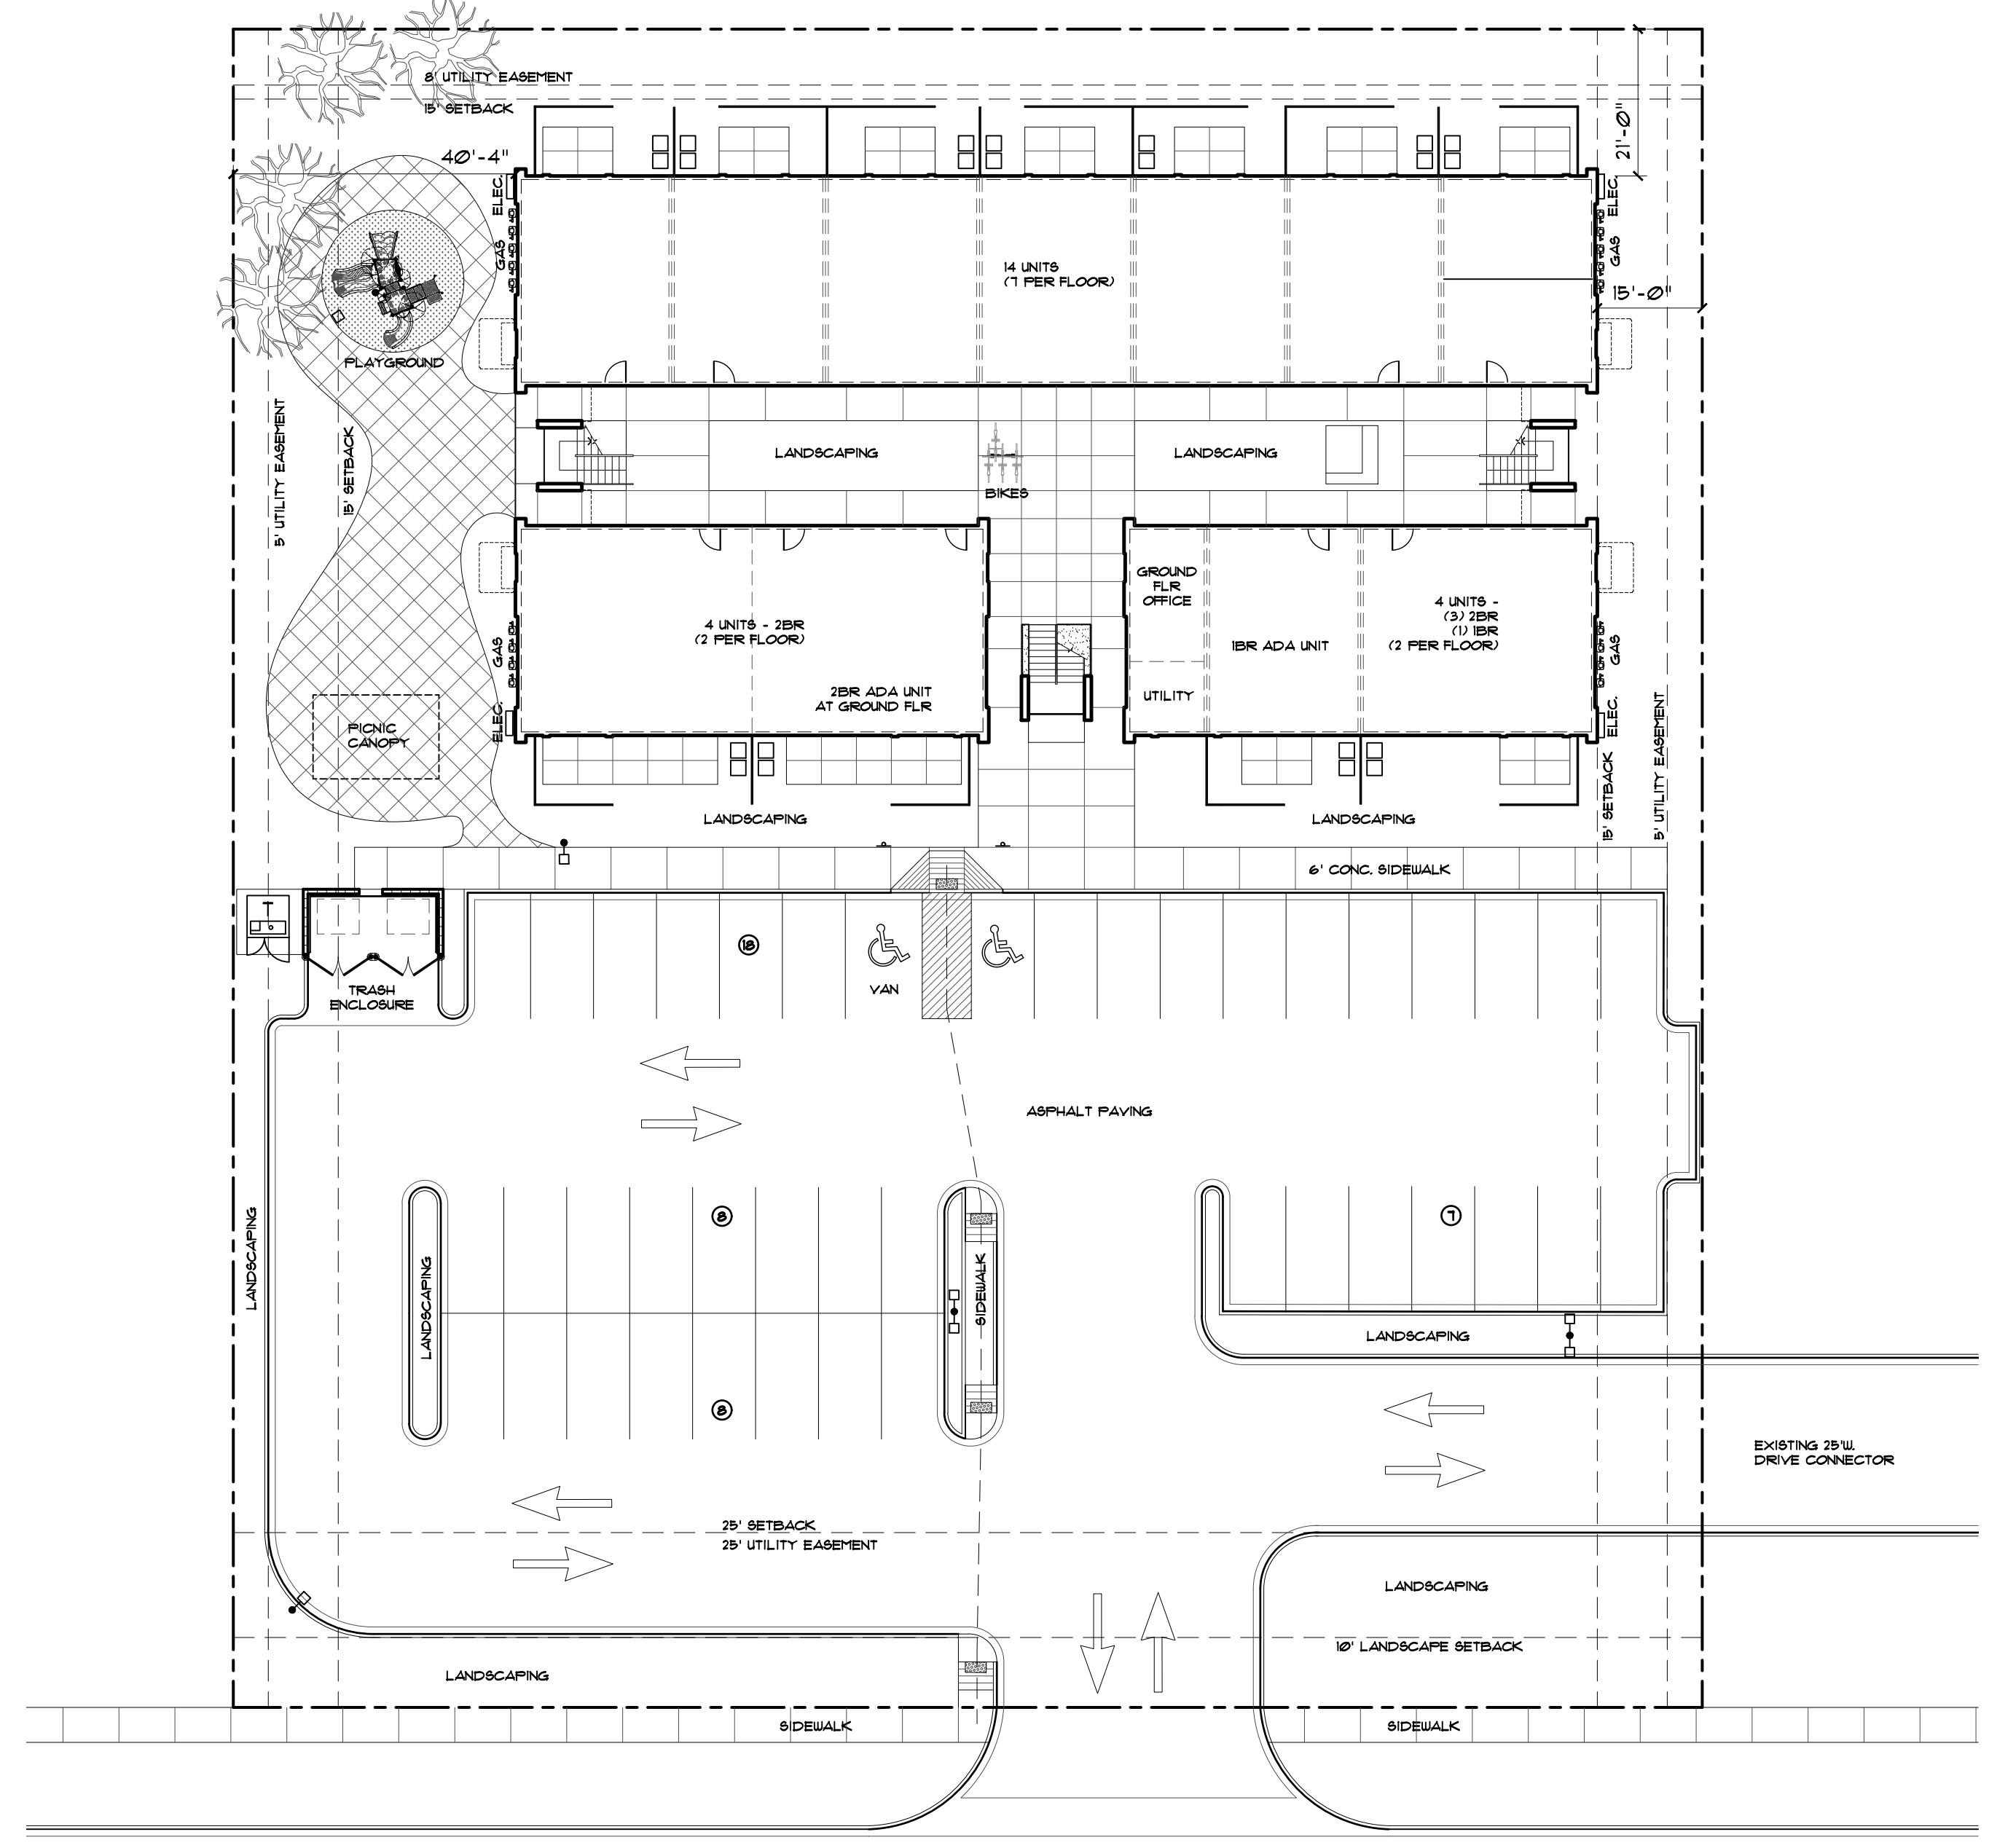 8' UTILITY EASEMENT
15' SETBACK
40'-4"
21'-0"
ELEC.
GAS
ELEC.
GAS
15'-0"
14 UNITS
(7 PER FLOOR)
PLAYGROUND
5' UTILITY EASEMENT
15' SETBACK
LANDSCAPING
BIKES
LANDSCAPING
GROUND
FLR
OFFICE
4 UNITS - 2BR
(2 PER FLOOR)
1BR ADA UNIT
4 UNITS -
(3) 2BR
(1) 1BR
(2 PER FLOOR)
GAS
GAS
2BR ADA UNIT
AT GROUND FLR
UTILITY
ELEC.
ELEC.
PICNIC
CANOPY
15' SETBACK
5' UTILITY EASEMENT
LANDSCAPING
LANDSCAPING
6' CONC. SIDEWALK
18
VAN
TRASH
ENCLOSURE
ASPHALT PAVING
LANDSCAPING
8
7
LANDSCAPING
SIDEWALK
LANDSCAPING
8
EXISTING 25'W.
DRIVE CONNECTOR
25' SETBACK
25' UTILITY EASEMENT
LANDSCAPING
10' LANDSCAPE SETBACK
LANDSCAPING
SIDEWALK
SIDEWALK